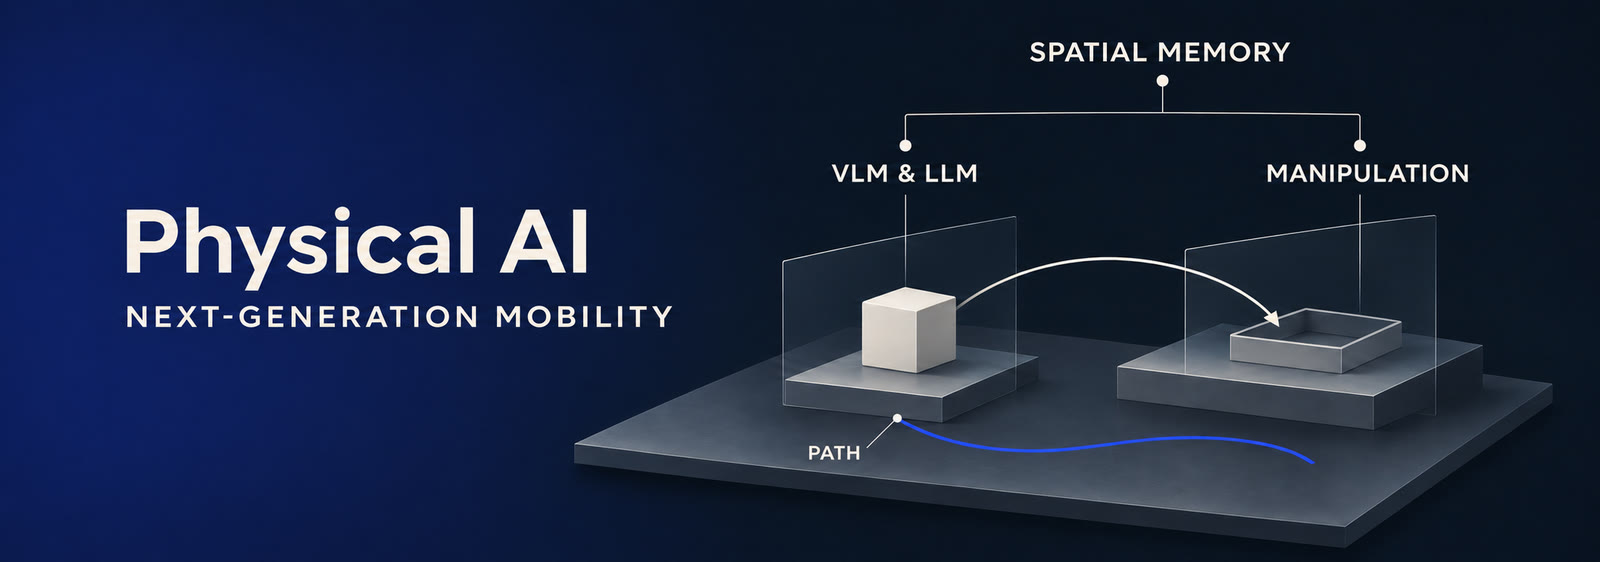 Physical AI
NEXT-GENERATION MOBILITY
SPATIAL MEMORY
VLM & LLM
MANIPULATION
PATH